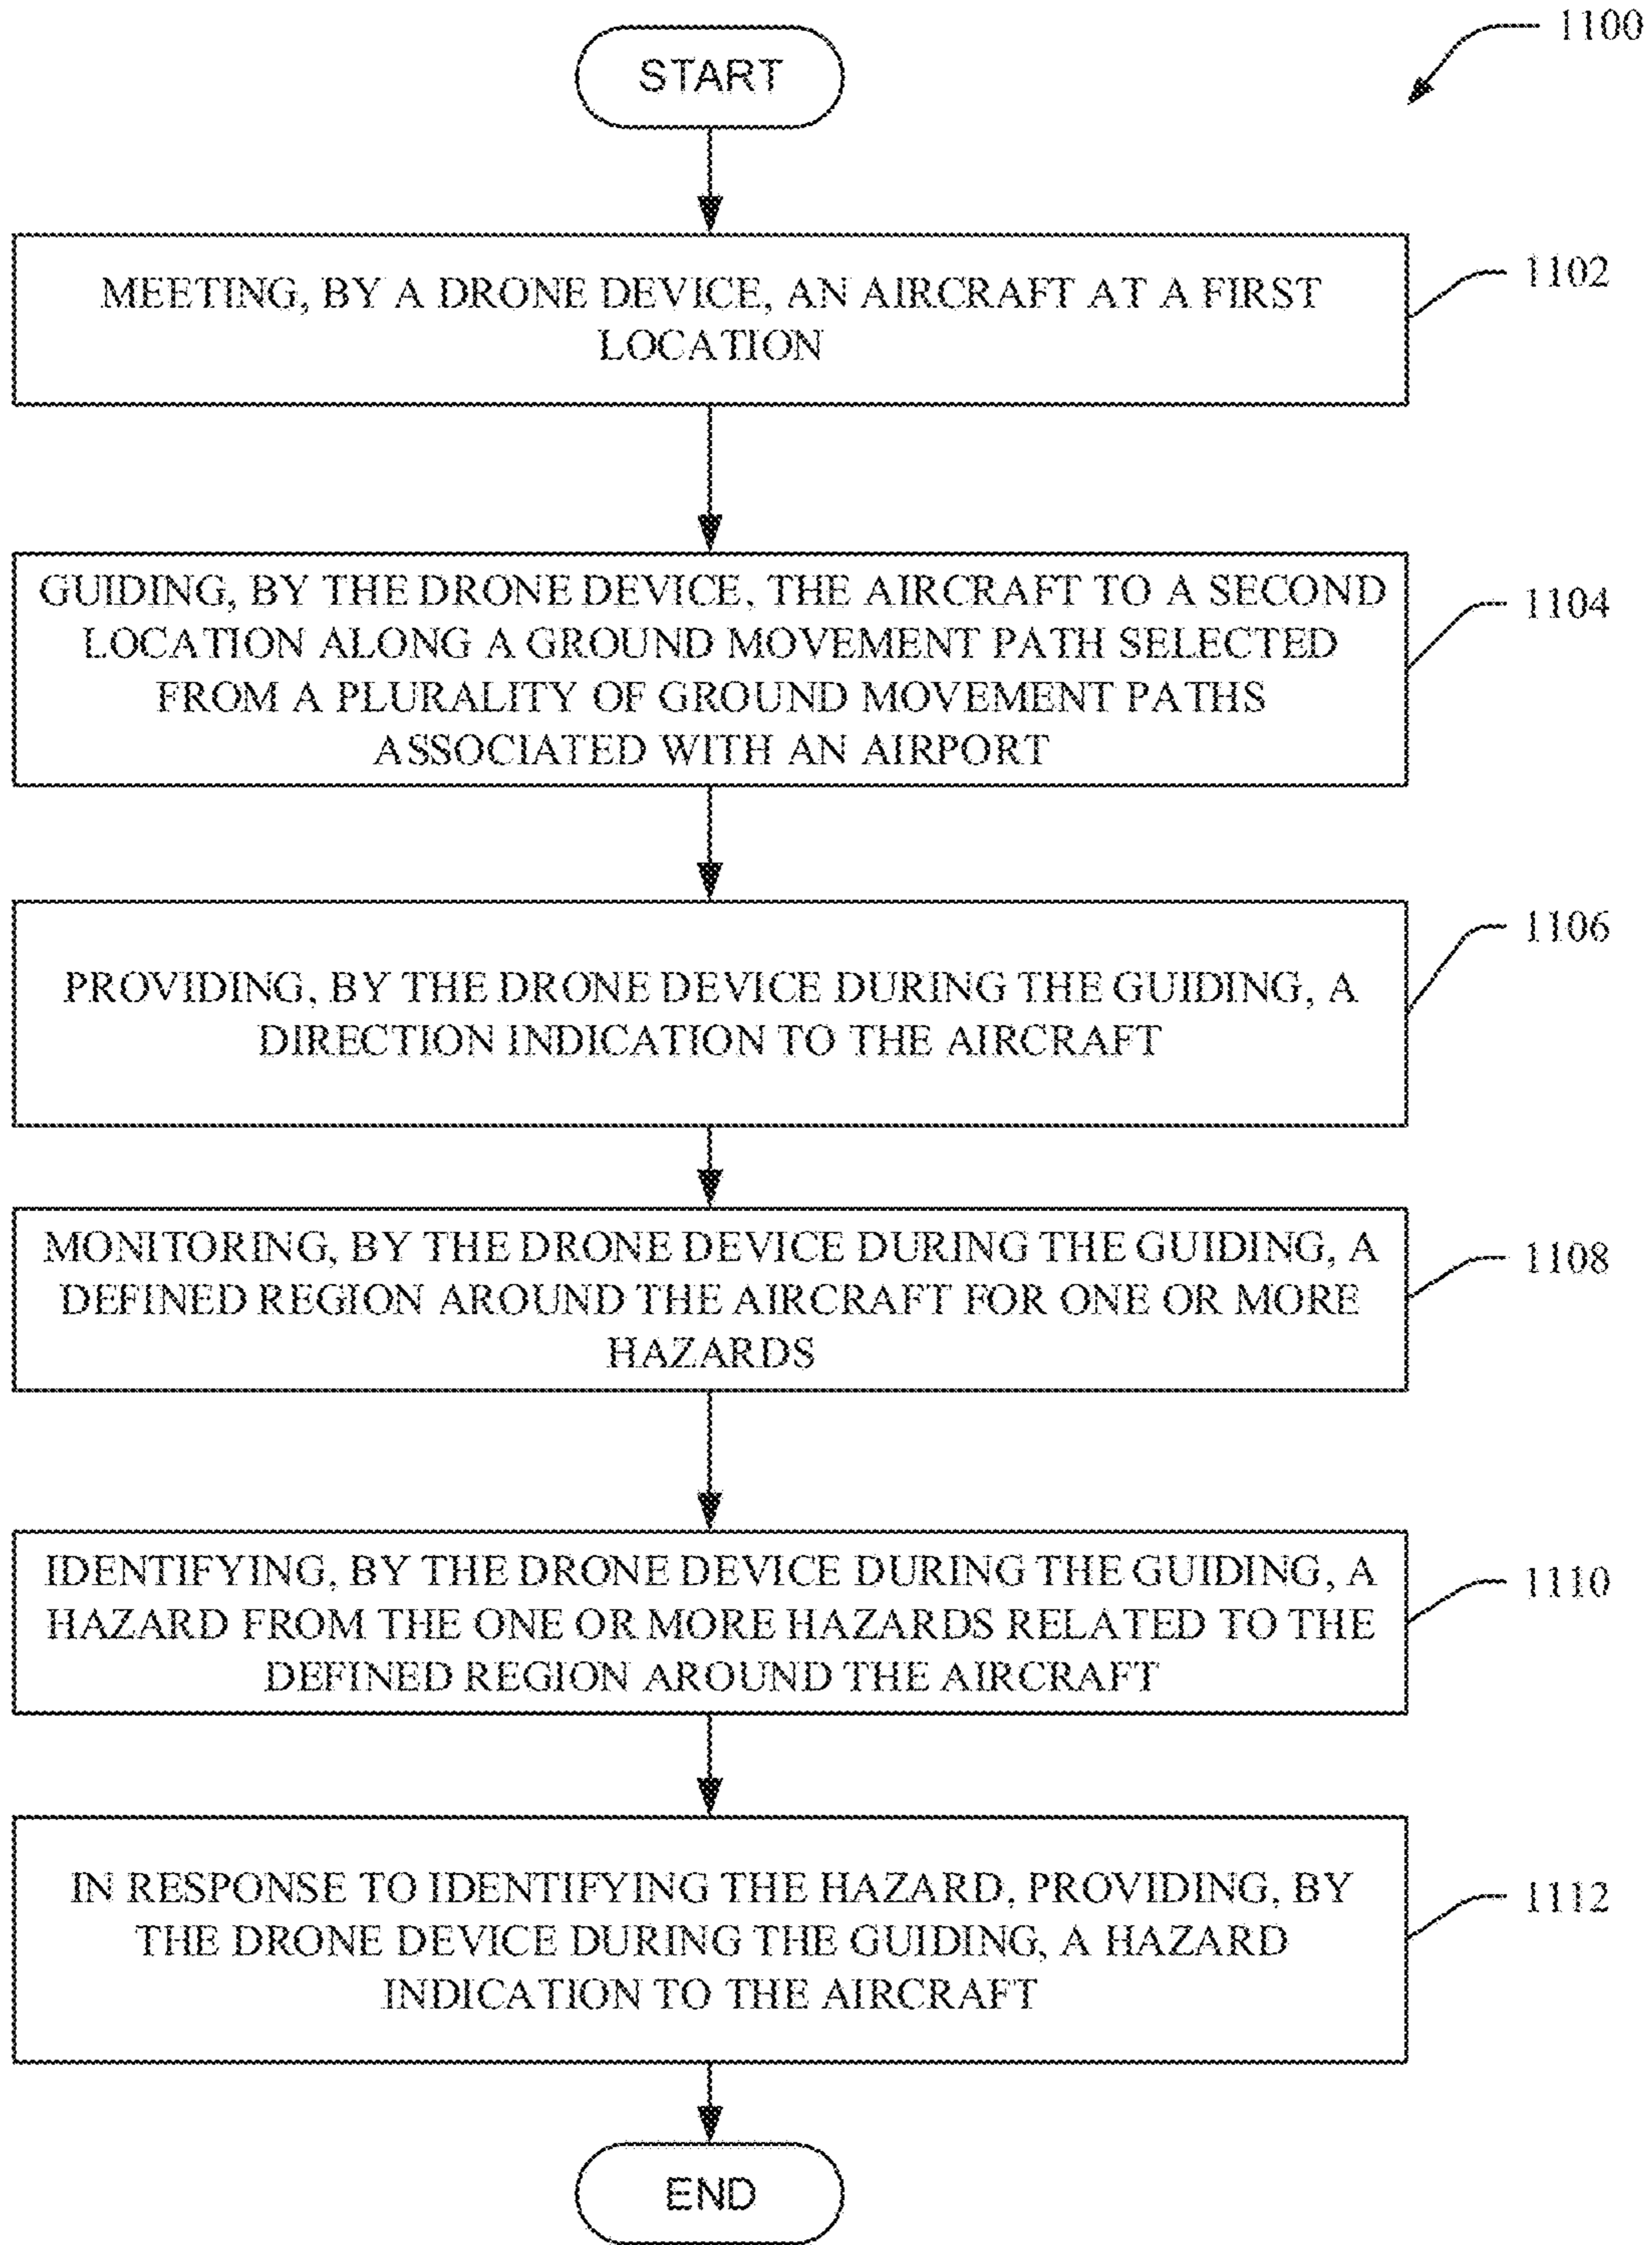 1100
START
MEETING, BY A DRONE DEVICE, AN AIRCRAFT AT A FIRST
LOCATION
1102
GUIDING, BY THE DRONE DEVICE, THE AIRCRAFT TO A SECOND
LOCATION ALONG A GROUND MOVEMENT PATH SELECTED
FROM A PLURALITY OF GROUND MOVEMENT PATHS
ASSOCIATED WITH AN AIRPORT
1104
PROVIDING, BY THE DRONE DEVICE DURING THE GUIDING, A
DIRECTION INDICATION TO THE AIRCRAFT
1106
MONITORING, BY THE DRONE DEVICE DURING THE GUIDING, A
DEFINED REGION AROUND THE AIRCRAFT FOR ONE OR MORE
HAZARDS
1108
IDENTIFYING, BY THE DRONE DEVICE DURING THE GUIDING, A
HAZARD FROM THE ONE OR MORE HAZARDS RELATED TO THE
DEFINED REGION AROUND THE AIRCRAFT
1110
IN RESPONSE TO IDENTIFYING THE HAZARD, PROVIDING, BY
THE DRONE DEVICE DURING THE GUIDING, A HAZARD
INDICATION TO THE AIRCRAFT
1112
END